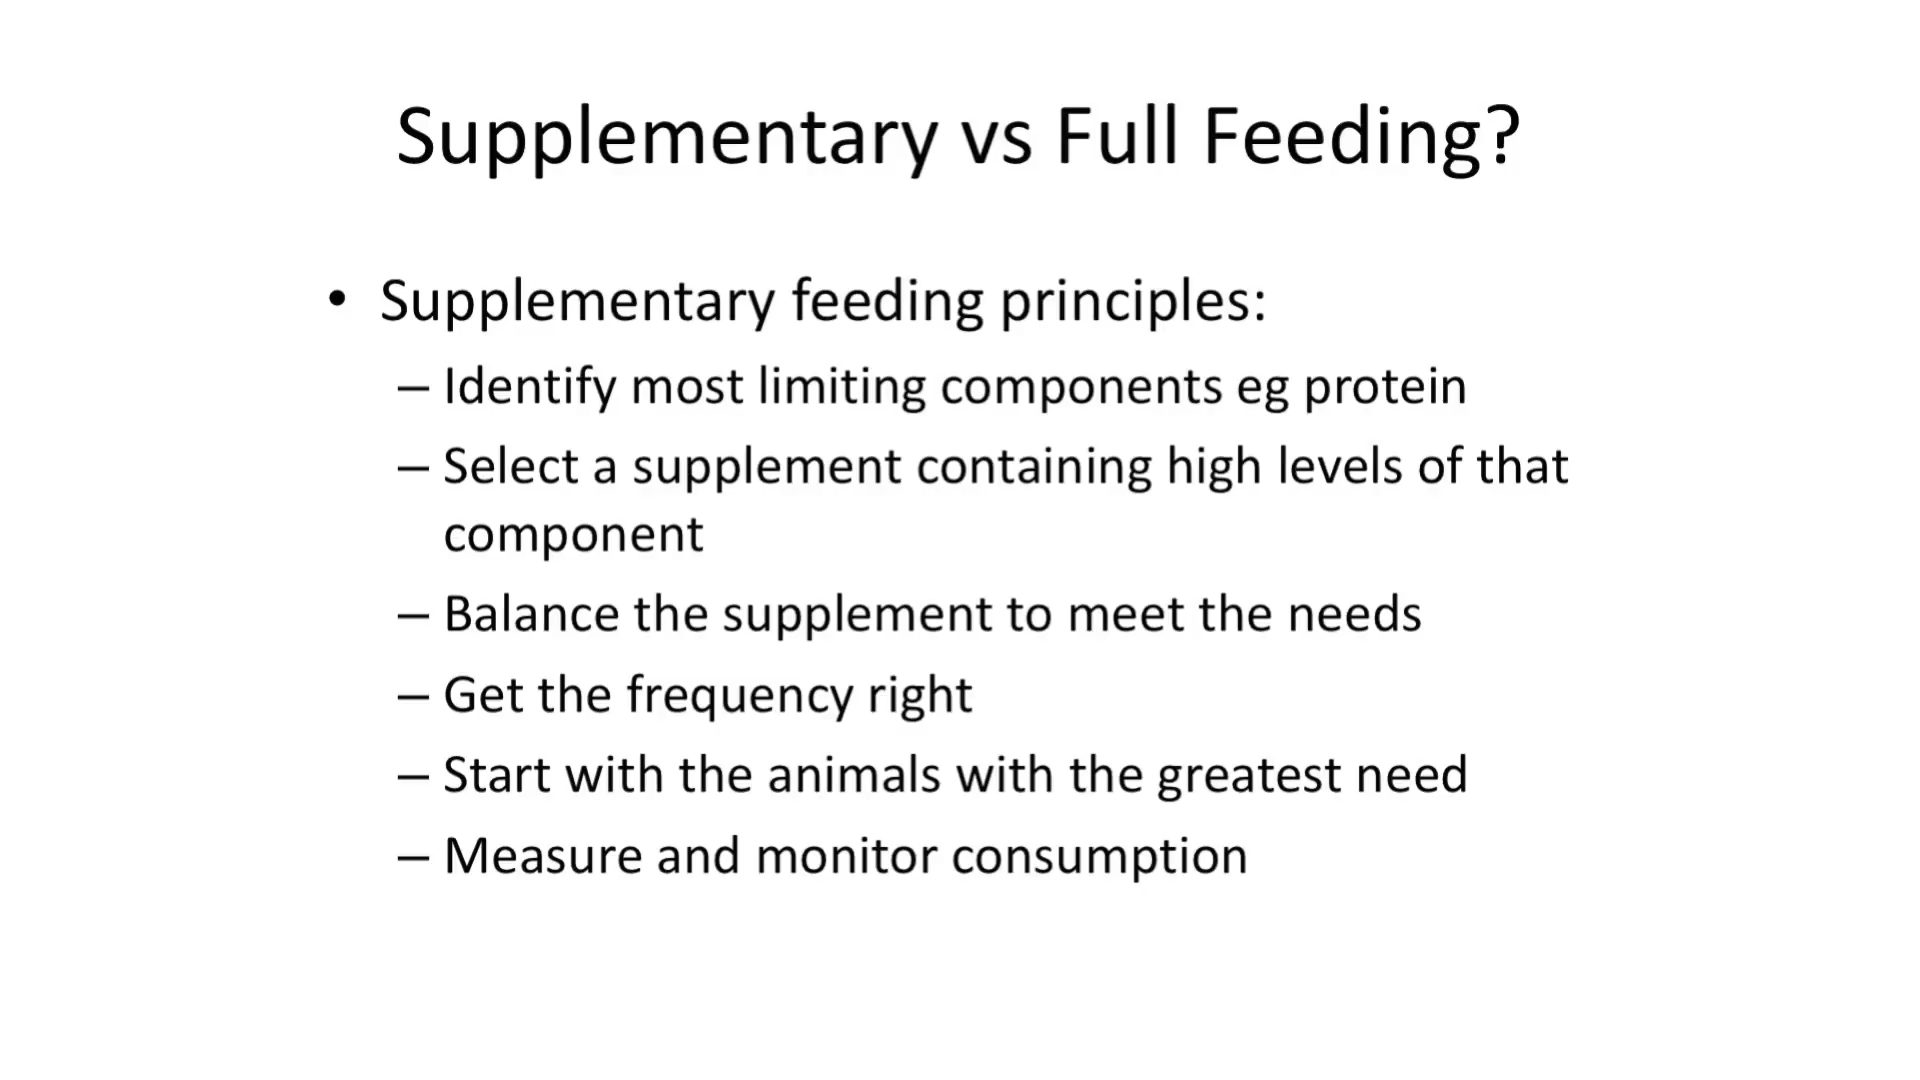 Supplementary vs Full Feeding?
• Supplementary feeding principles:
– Identify most limiting components eg protein
– Select a supplement containing high levels of that
component
– Balance the supplement to meet the needs
– Get the frequency right
– Start with the animals with the greatest need
– Measure and monitor consumption